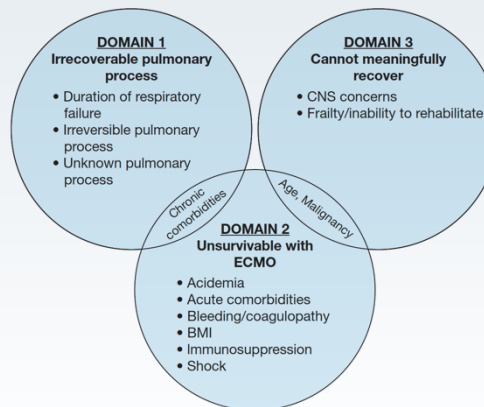 DOMAIN 1
Irrecoverable pulmonary
process
• Duration of respiratory
failure
• Irreversible pulmonary
process
• Unknown pulmonary
process
DOMAIN 3
Cannot meaningfully
recover
• CNS concerns
• Frailty/inability to rehabilitate
Chronic
comorbidities
Age, Malignancy
DOMAIN 2
Unsurvivable with
ECMO
• Acidemia
• Acute comorbidities
• Bleeding/coagulopathy
• BMI
• Immunosuppression
• Shock